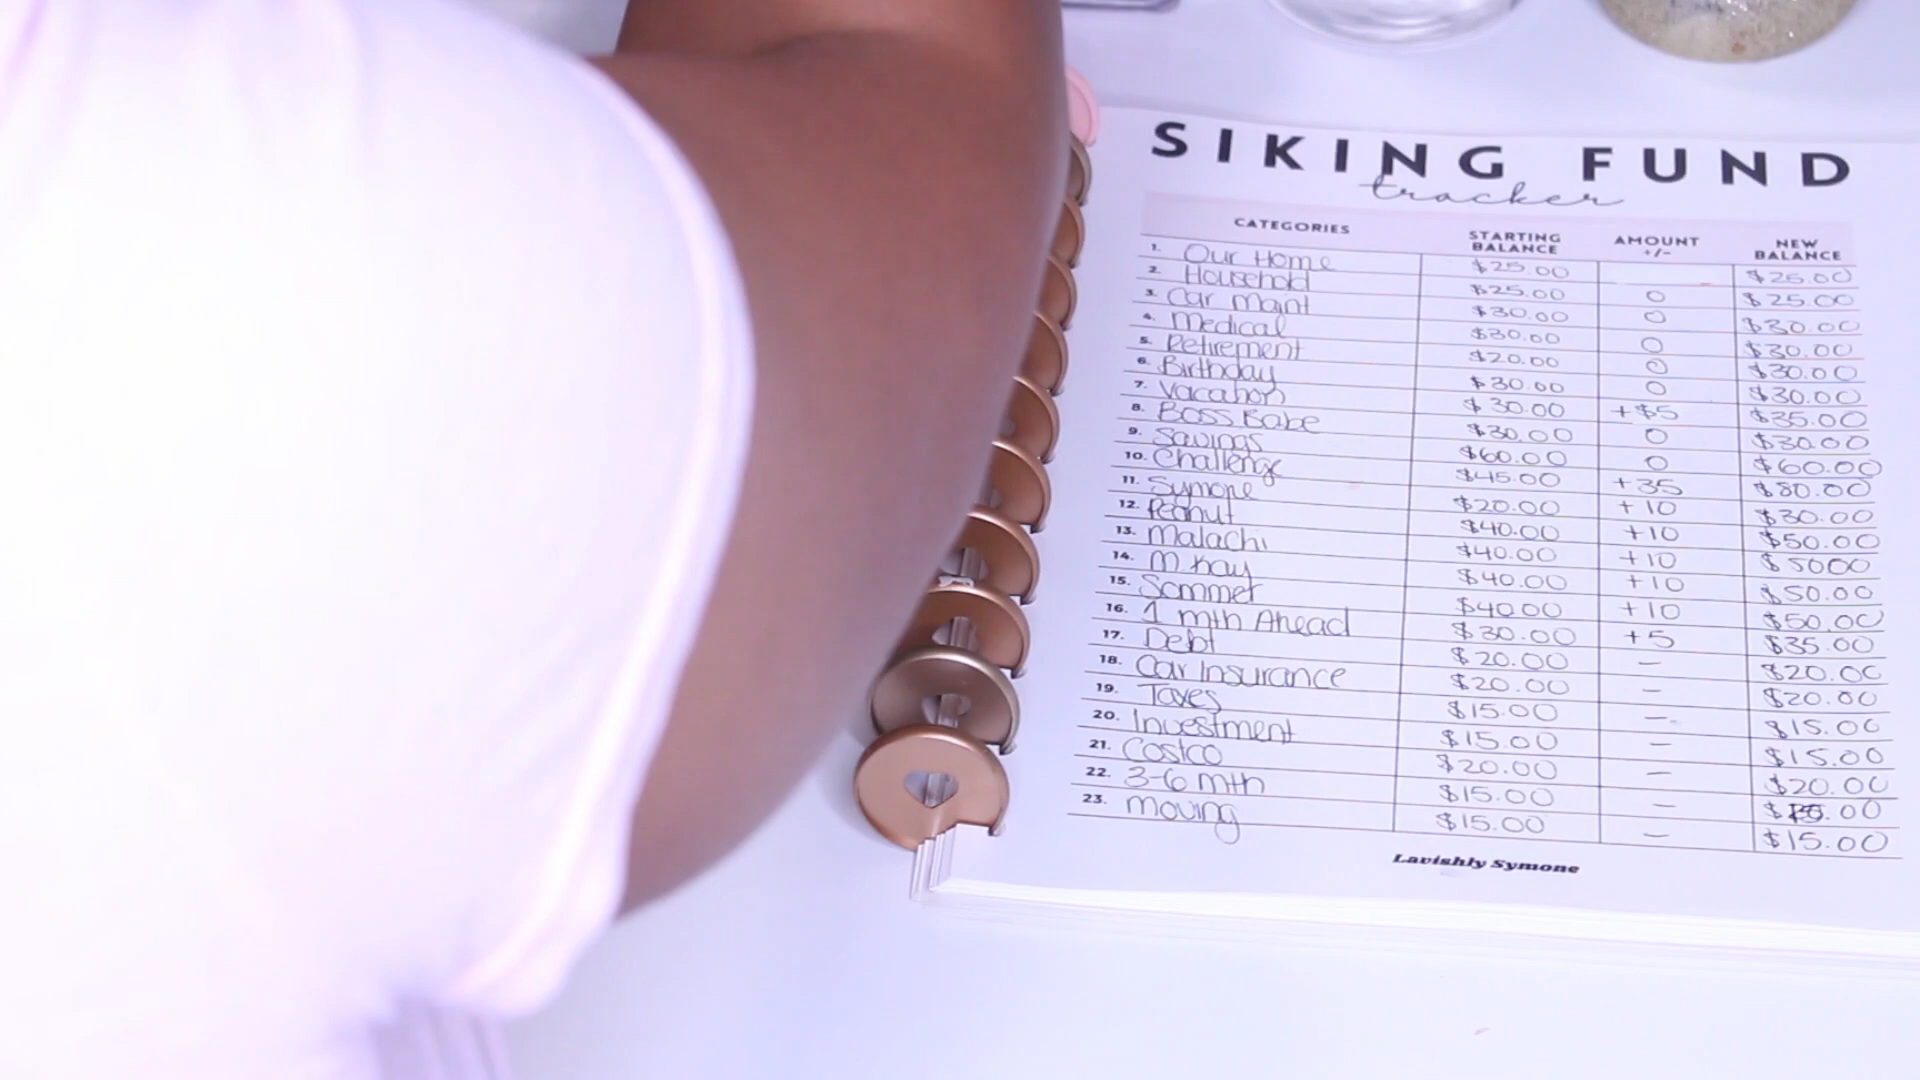 SIKING FUND
tracker
CATEGORIES STARTING BALANCE AMOUNT +/- NEW BALANCE
1. Our Home $25.00 $25.00
2. Household $25.00 0 $25.00
3. Car Maint $30.00 0 $30.00
4. Medical $30.00 0 $30.00
5. Retirement $20.00 0 $30.00
6. Birthday $30.00 0 $30.00
7. Vacation $30.00 +$5 $35.00
8. Boss Babe $30.00 0 $30.00
9. Savings $60.00 0 $60.00
10. Challenge $45.00 +35 $80.00
11. Symone $20.00 +10 $30.00
12. Peanut $40.00 +10 $50.00
13. Malachi $40.00 +10 $5000
14. M Kay $40.00 +10 $50.00
15. Sommer $40.00 +10 $50.00
16. 1 mth Ahead $30.00 +5 $35.00
17. Debt $20.00 - $20.00
18. Car Insurance $20.00 - $20.00
19. Taxes $15.00 - $15.00
20. Investment $15.00 - $15.00
21. Costco $20.00 - $20.00
22. 3-6 mth $15.00 -
23. moving $15.00 - $15.00
Lavishly Symone